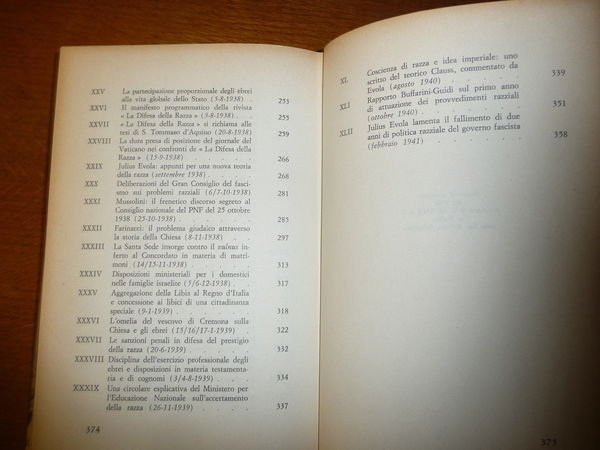 XXV La partecipazione proporzionale degli ebrei
alla vita globale dello Stato (5-8-1938) . . 253
XXVI Il manifesto programmatico della rivista
« La Difesa della Razza » (5-8-1938) . . 255
XXVII « La Difesa della Razza » si richiama alle
tesi di S. Tommaso d'Aquino (20-8-1938) . 259
XXVIII La dura presa di posizione del giornale del
Vaticano nei confronti de « La Difesa della
Razza » (15-9-1938) . . . . . 266
XXIX Julius Evola: appunti per una nuova teoria
della razza (settembre 1938) . . . . 268
XXX Deliberazioni del Gran Consiglio del fascismo
sui problemi razziali (6/7-10-1938) . 281
XXXI Mussolini: il frenetico discorso segreto al
Consiglio nazionale del PNF del 25 ottobre
1938 (25-10-1938) . . . . . 285
XXXII Farinacci: il problema giudaico attraverso
la storia della Chiesa (8-11-1938) . . . 297
XXXIII La Santa Sede insorge contro il vulnus in-
ferto al Concordato in materia di matri-
moni (14/15-11-1938) . . . . . 313
XXXIV Disposizioni ministeriali per i domestici
nelle famiglie israelite (5/6-12-1938) . . 317
XXXV Aggregazione della Libia al Regno d'Italia
e concessione ai libici di una cittadinanza
speciale (9-1-1939) . . . . . 318
XXXVI L'omelia del vescovo di Cremona sulla
Chiesa e gli ebrei (15/16/17-1-1939) . . 322
XXXVII Le sanzioni penali in difesa del prestigio
della razza (20-6-1939) . . . . 332
XXXVIII Disciplina dell'esercizio professionale degli
ebrei e disposizioni in materia testamenta-
ria e di cognomi (3/4-8-1939) . . . 334
XXXIX Una circolare esplicativa del Ministero per
l'Educazione Nazionale sull'accertamento
della razza (26-11-1939) . . . . 337
374
XL Coscienza di razza e idea imperiale: uno
scritto del teorico Clauss, commentato da
Evola (agosto 1940) . . . . . 339
XLI Rapporto Buffarini-Guidi sul primo anno
di attuazione dei provvedimenti razziali
(ottobre 1940) . . . . . . 351
XLII Julius Evola lamenta il fallimento di due
anni di politica razziale del governo fascista
(febbraio 1941) . . . . . . 358
375